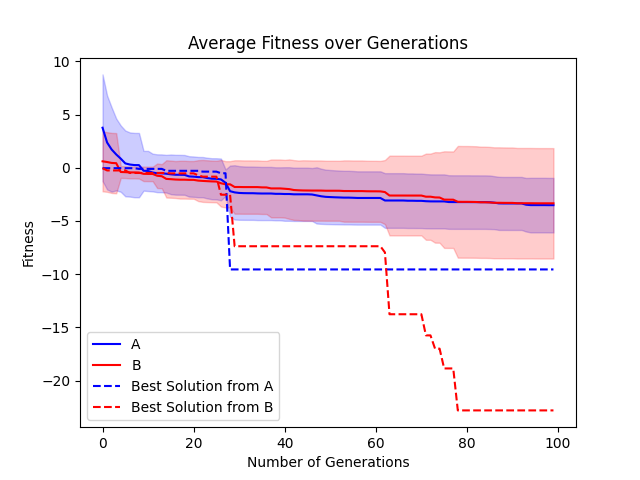 Average Fitness over Generations
Fitness
10
5
0
−5
−10
−15
−20
A
B
Best Solution from A
Best Solution from B
0
20
40
60
80
100
Number of Generations